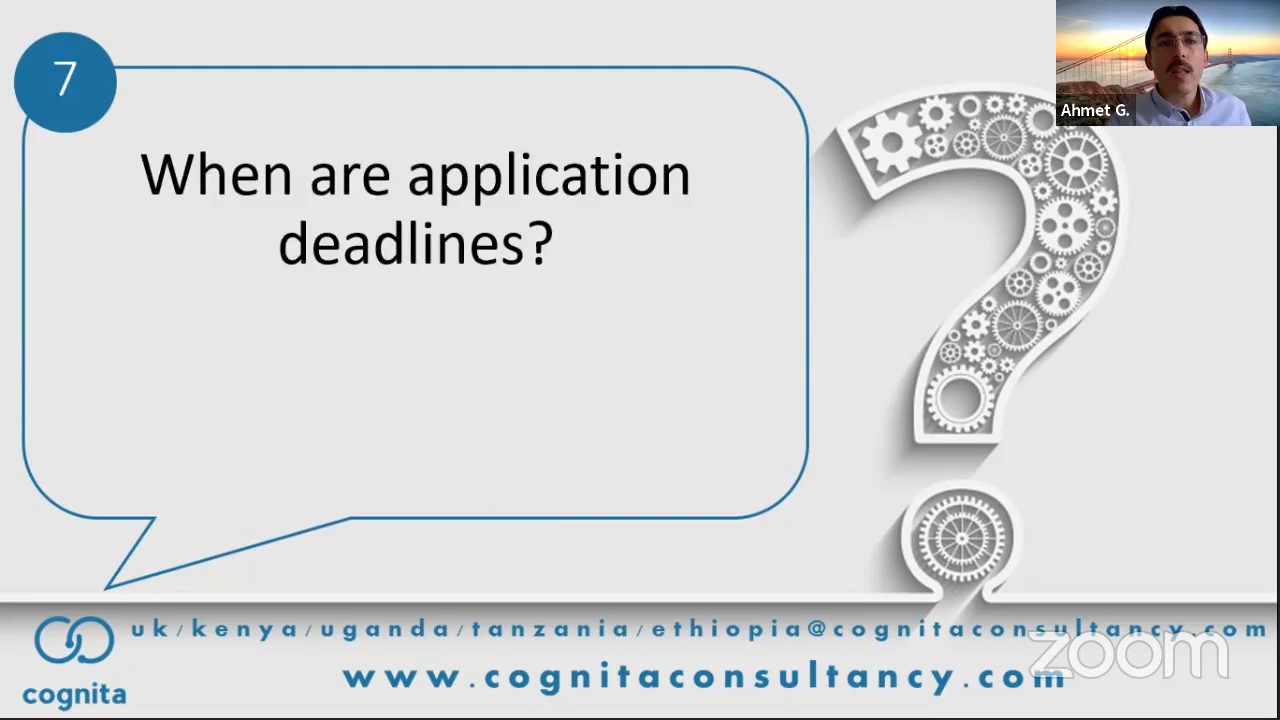 7
When are application
deadlines?
Ahmet G.
uk/kenya/uganda/tanzania/ethiopia@cognitaconsultancy.com
www.cognitaconsultancy.com
cognita
zoom